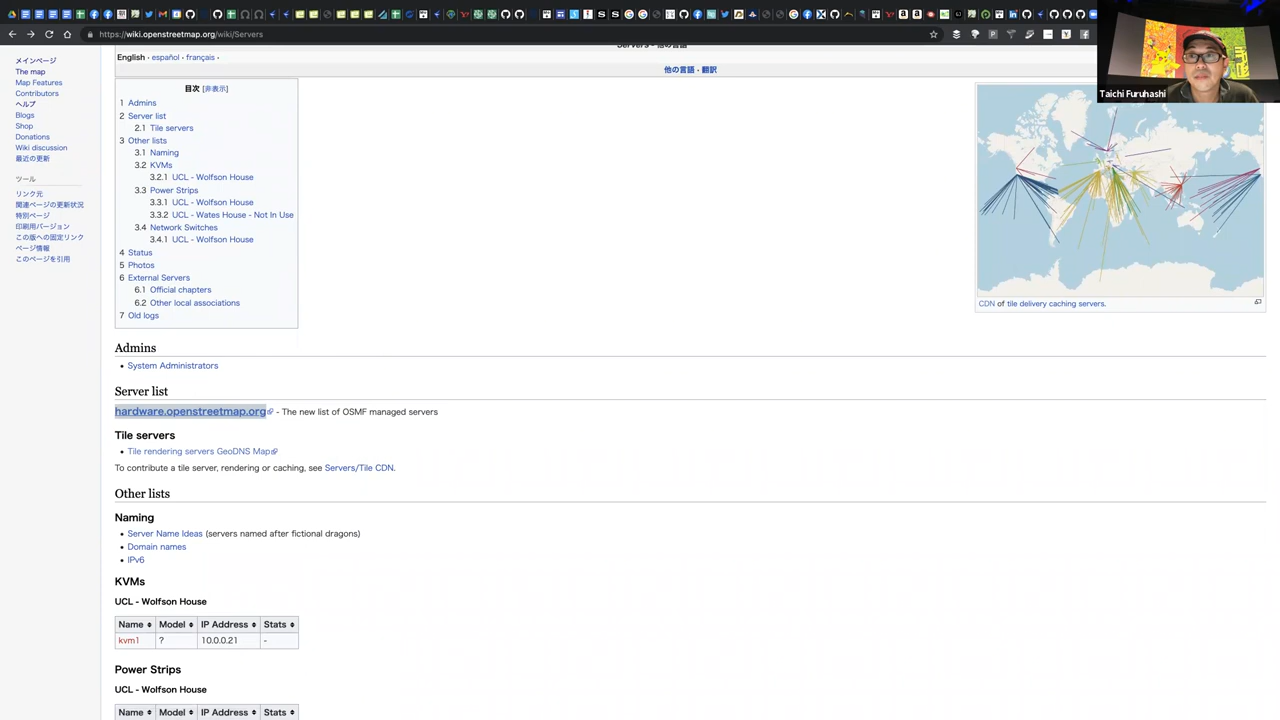 https://wiki.openstreetmap.org/wiki/Servers
Taichi Furuhashi
メインページ
The map
Map Features
Contributors
ヘルプ
Blogs
Shop
Donations
Wiki discussion
最近の更新
ツール
リンク元
関連ページの更新状況
特別ページ
印刷用バージョン
この版への固定リンク
ページ情報
このページを引用
Servers - 他の言語
English • español • français •
他の言語 • 翻訳
目次 [非表示]
1 Admins
2 Server list
2.1 Tile servers
3 Other lists
3.1 Naming
3.2 KVMs
3.2.1 UCL - Wolfson House
3.3 Power Strips
3.3.1 UCL - Wolfson House
3.3.2 UCL - Wates House - Not In Use
3.4 Network Switches
3.4.1 UCL - Wolfson House
4 Status
5 Photos
6 External Servers
6.1 Official chapters
6.2 Other local associations
7 Old logs
CDN of tile delivery caching servers.
Admins
• System Administrators
Server list
hardware.openstreetmap.org - The new list of OSMF managed servers
Tile servers
• Tile rendering servers GeoDNS Map
To contribute a tile server, rendering or caching, see Servers/Tile CDN.
Other lists
Naming
• Server Name Ideas (servers named after fictional dragons)
• Domain names
• IPv6
KVMs
UCL - Wolfson House
Name Model IP Address Stats
kvm1 ? 10.0.0.21 -
Power Strips
UCL - Wolfson House
Name Model IP Address Stats